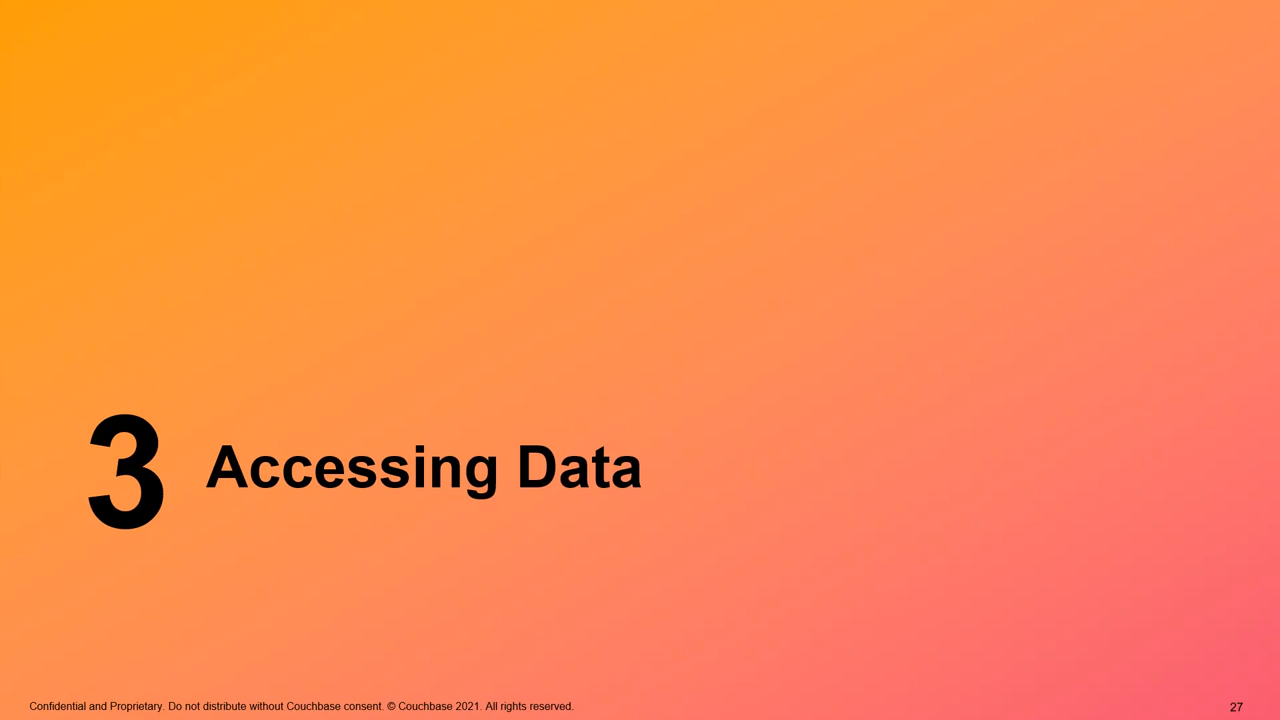 3 Accessing Data
Confidential and Proprietary. Do not distribute without Couchbase consent. © Couchbase 2021. All rights reserved.
27